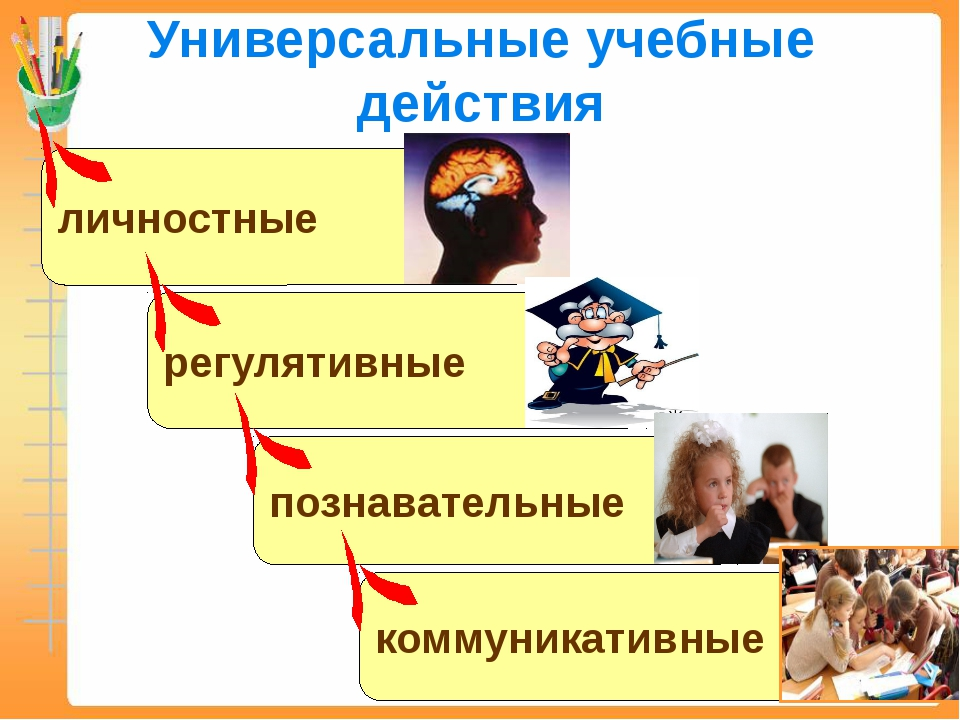 Универсальные учебные
действия
личностные
регулятивные
познавательные
коммуникативные